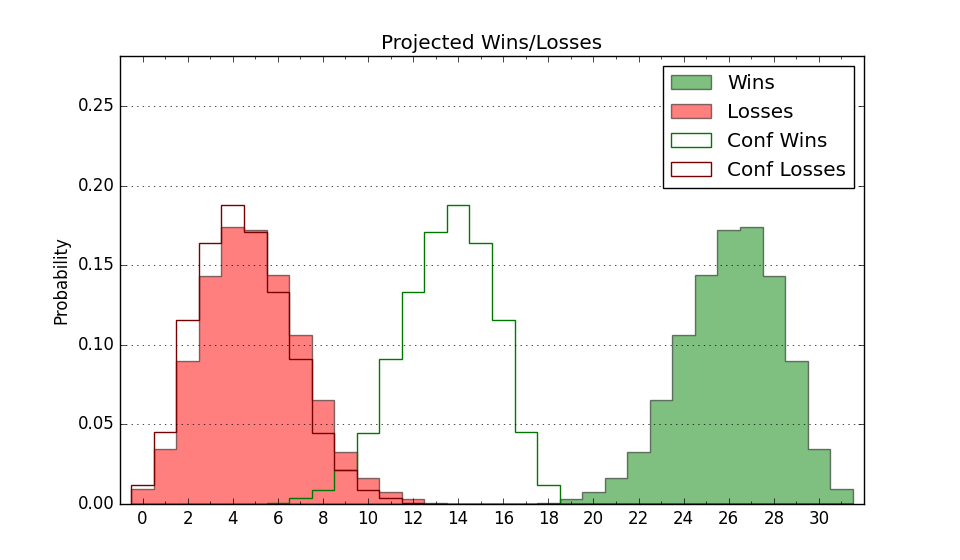 Projected Wins/Losses
Probability
0.25
0.20
0.15
0.10
0.05
0.00
0 2 4 6 8 10 12 14 16 18 20 22 24 26 28 30
Wins
Losses
Conf Wins
Conf Losses